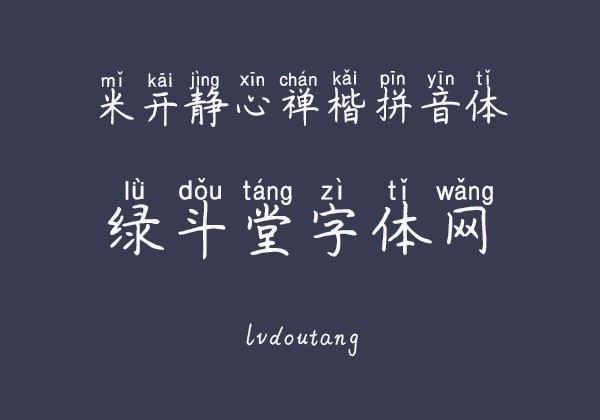 mǐ kāi jìng xīn chán kǎi pīn yīn tǐ
米开静心禅楷拼音体
lǜ dǒu táng zì tǐ wǎng
绿斗堂字体网
lvdoutang